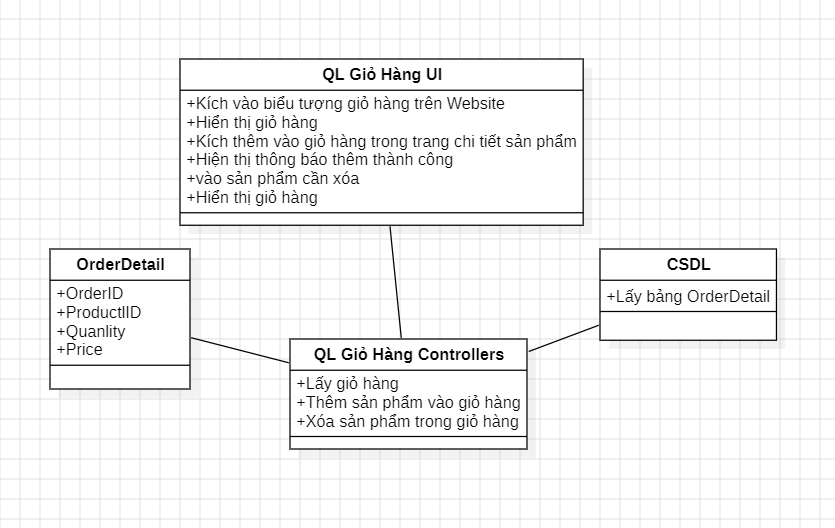 QL Giỏ Hàng UI
+Kích vào biểu tượng giỏ hàng trên Website
+Hiển thị giỏ hàng
+Kích thêm vào giỏ hàng trong trang chi tiết sản phẩm
+Hiện thị thông báo thêm thành công
+vào sản phẩm cần xóa
+Hiển thị giỏ hàng
OrderDetail
+OrderID
+ProductIID
+Quanlity
+Price
CSDL
+Lấy bảng OrderDetail
QL Giỏ Hàng Controllers
+Lấy giỏ hàng
+Thêm sản phẩm vào giỏ hàng
+Xóa sản phẩm trong giỏ hàng